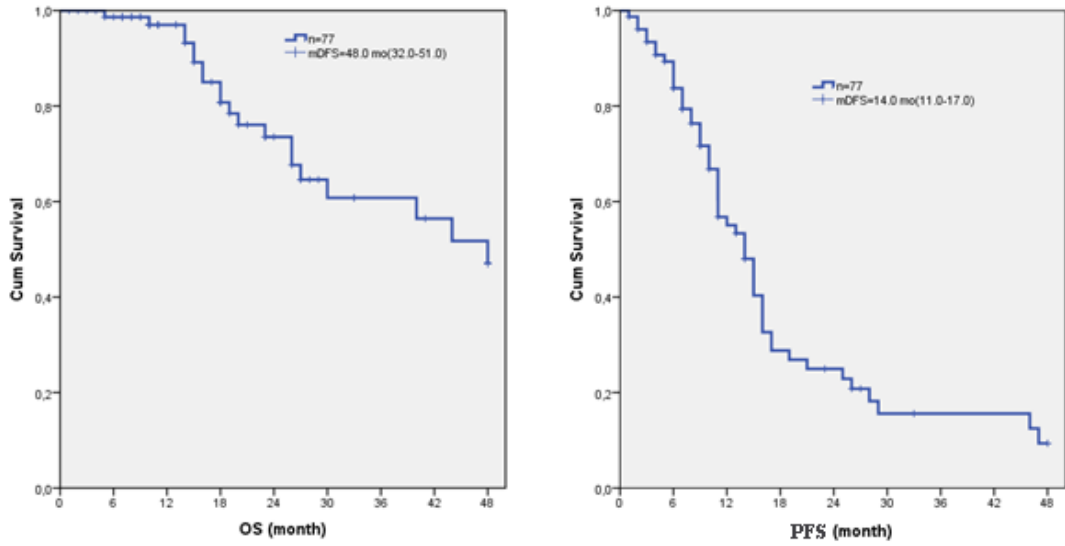 1,0
0,8
0,6
0,4
0,2
0,0
Cum Survival
n=77
mDFS=48.0 mo(32.0-51.0)
0 6 12 18 24 30 36 42 48
OS (month)
1,0
0,8
0,6
0,4
0,2
0,0
Cum Survival
n=77
mDFS=14.0 mo(11.0-17.0)
0 6 12 18 24 30 36 42 48
PFS (month)